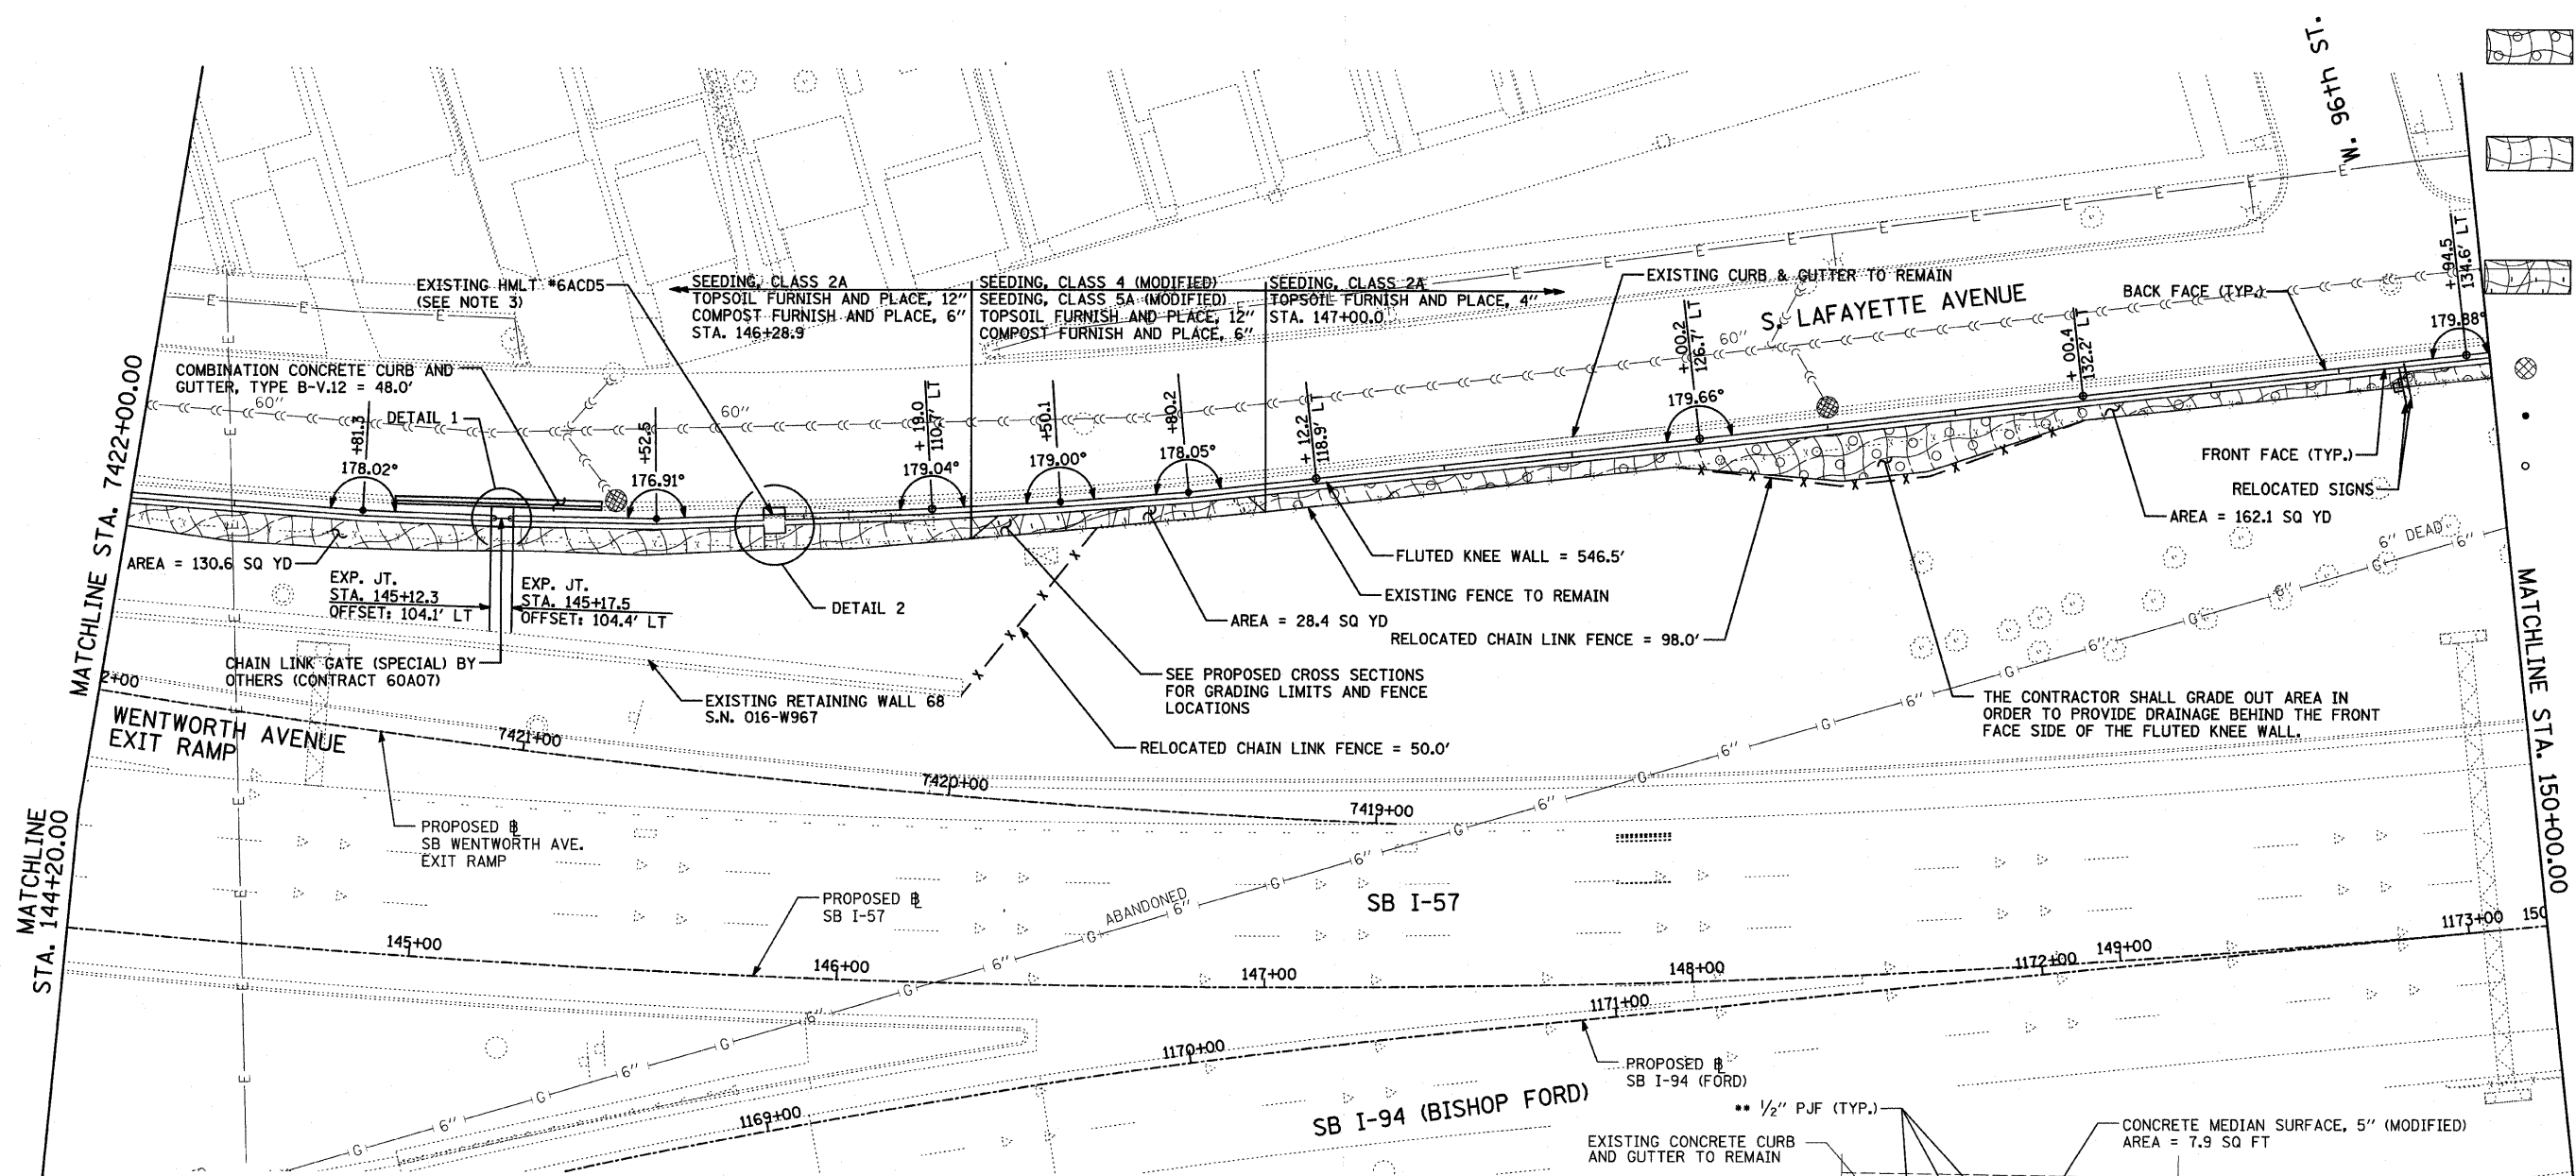 W. 96th ST.
EXISTING HMLT #6ACD5
(SEE NOTE 3)
SEEDING, CLASS 2A
TOPSOIL FURNISH AND PLACE, 12"
COMPOST FURNISH AND PLACE, 6"
STA. 146+28.9
SEEDING, CLASS 4 (MODIFIED)
SEEDING, CLASS 5A (MODIFIED)
TOPSOIL FURNISH AND PLACE, 12"
COMPOST FURNISH AND PLACE, 6"
SEEDING, CLASS 2A
TOPSOIL FURNISH AND PLACE, 4"
STA. 147+00.0
EXISTING CURB & GUTTER TO REMAIN
S. LAFAYETTE AVENUE
BACK FACE (TYP.)
+94.5
134.6' LT
179.88°
MATCHLINE STA. 7422+00.00
COMBINATION CONCRETE CURB AND
GUTTER, TYPE B-V.12 = 48.0'
60"
DETAIL 1
+81.3
178.02°
+52.5
176.91°
60"
+ 19.0
110.7' LT
179.04°
+50.1
179.00°
+80.2
178.05°
+ 12.2
118.9' LT
+00.2
126.7' LT
179.66°
60"
+ 00.4
132.2' LT
FRONT FACE (TYP.)
RELOCATED SIGNS
AREA = 162.1 SQ YD
6" DEAD
6"
AREA = 130.6 SQ YD
EXP. JT.
STA. 145+12.3
OFFSET: 104.1' LT
EXP. JT.
STA. 145+17.5
OFFSET: 104.4' LT
DETAIL 2
FLUTED KNEE WALL = 546.5'
EXISTING FENCE TO REMAIN
AREA = 28.4 SQ YD
RELOCATED CHAIN LINK FENCE = 98.0'
CHAIN LINK GATE (SPECIAL) BY
OTHERS (CONTRACT 60A07)
EXISTING RETAINING WALL 68
S.N. 016-W967
SEE PROPOSED CROSS SECTIONS
FOR GRADING LIMITS AND FENCE
LOCATIONS
RELOCATED CHAIN LINK FENCE = 50.0'
THE CONTRACTOR SHALL GRADE OUT AREA IN
ORDER TO PROVIDE DRAINAGE BEHIND THE FRONT
FACE SIDE OF THE FLUTED KNEE WALL.
MATCHLINE STA. 150+00.00
2+00
WENTWORTH AVENUE
EXIT RAMP
7421+00
7420+00
7419+00
MATCHLINE
STA. 144+20.00
PROPOSED ℄
SB WENTWORTH AVE.
EXIT RAMP
PROPOSED ℄
SB I-57
ABANDONED
6"
SB I-57
145+00
146+00
147+00
148+00
149+00
1172+00
1173+00
150
1171+00
1170+00
1169+00
PROPOSED ℄
SB I-94 (FORD)
SB I-94 (BISHOP FORD)
** 1/2" PJF (TYP.)
EXISTING CONCRETE CURB
AND GUTTER TO REMAIN
CONCRETE MEDIAN SURFACE, 5" (MODIFIED)
AREA = 7.9 SQ FT